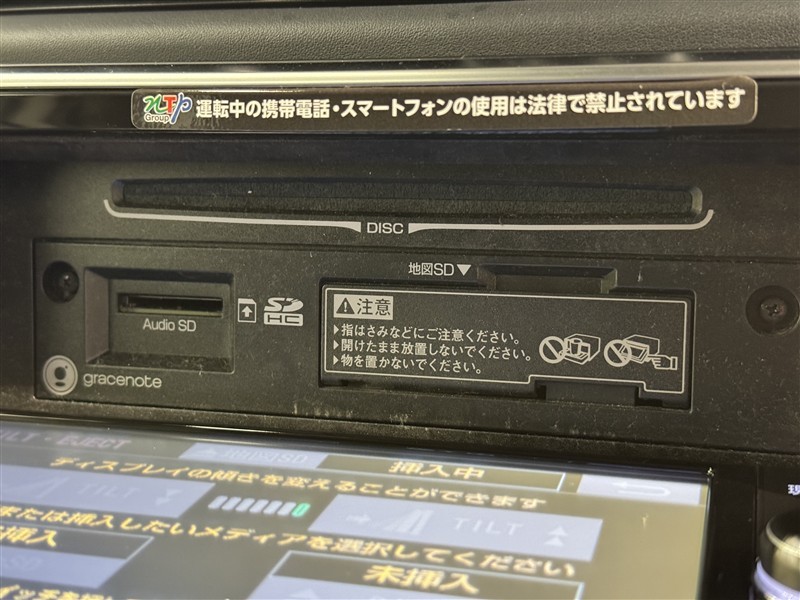 NTP Group 運転中の携帯電話・スマートフォンの使用は法律で禁止されています
DISC
地図SD▼
Audio SD
SD HC
gracenote
注意
指はさみなどにご注意ください。
開けたまま放置しないでください。
物を置かないでください。
TILT・EJECT
挿入中
ディスプレイの傾きを変えることができます
TILT
TILT
または挿入したいメディアを選択してください
挿入
未挿入